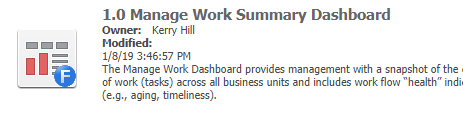 1.0 Manage Work Summary Dashboard
Owner: Kerry Hill
Modified:
1/8/19 3:46:57 PM
The Manage Work Dashboard provides management with a snapshot of the
of work (tasks) across all business units and includes work flow “health” indi
(e.g., aging, timeliness).
F